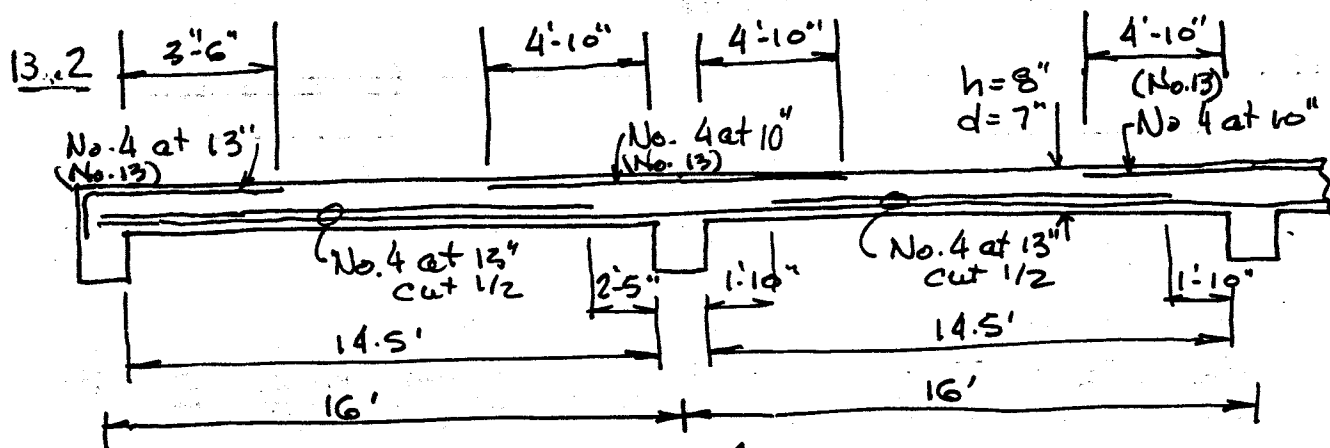 13.2
3'-6"
4'-10"
4'-10"
4'-10"
(No.13)
h=8"
d=7"
No. 4 at 13"
(No. 13)
No. 4 at 10"
(No. 13)
No 4 at 10"
No. 4 at 13"
cut 1/2
2'-5"
1'-10"
No. 4 at 13"
cut 1/2
1'-10"
14.5'
14.5'
16'
16'